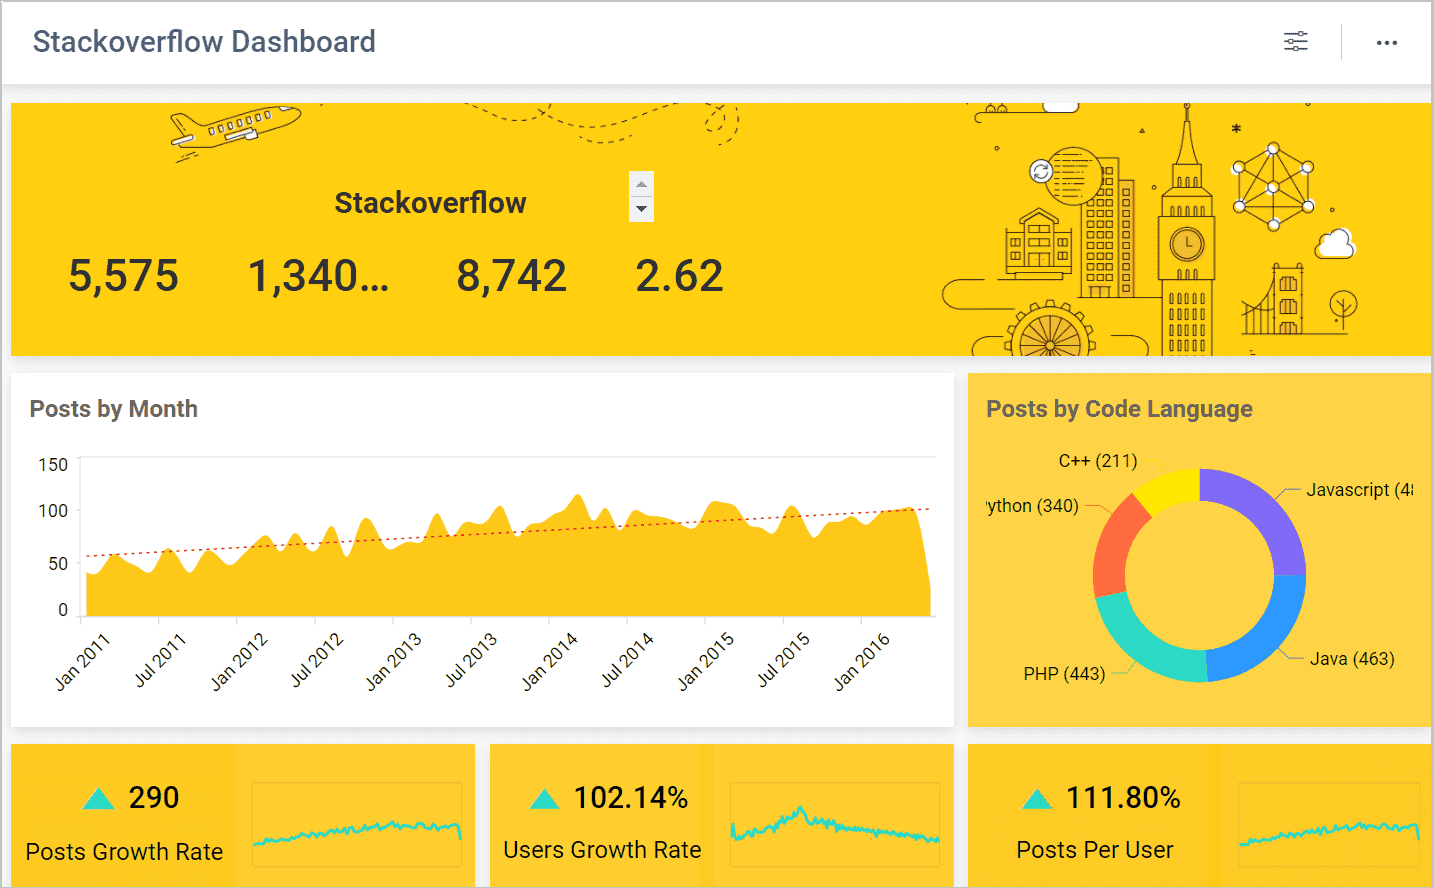 Stackoverflow Dashboard
Stackoverflow
5,575 1,340... 8,742 2.62
Posts by Month
150
100
50
0
Jan 2011 Jul 2011 Jan 2012 Jul 2012 Jan 2013 Jul 2013 Jan 2014 Jul 2014 Jan 2015 Jul 2015 Jan 2016
Posts by Code Language
C++ (211)
Javascript (4
ython (340)
Java (463)
PHP (443)
290
Posts Growth Rate
102.14%
Users Growth Rate
111.80%
Posts Per User